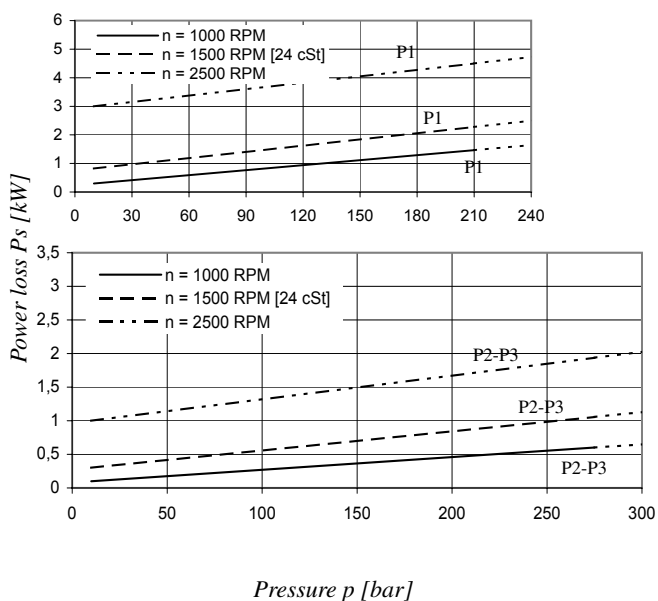 6
5
4
3
2
1
0
n = 1000 RPM
n = 1500 RPM [24 cSt]
n = 2500 RPM
P1
P1
P1
0 30 60 90 120 150 180 210 240
Power loss Ps [kW]
3,5
3
2,5
2
1,5
1
0,5
0
n = 1000 RPM
n = 1500 RPM [24 cSt]
n = 2500 RPM
P2-P3
P2-P3
P2-P3
0 50 100 150 200 250 300
Pressure p [bar]